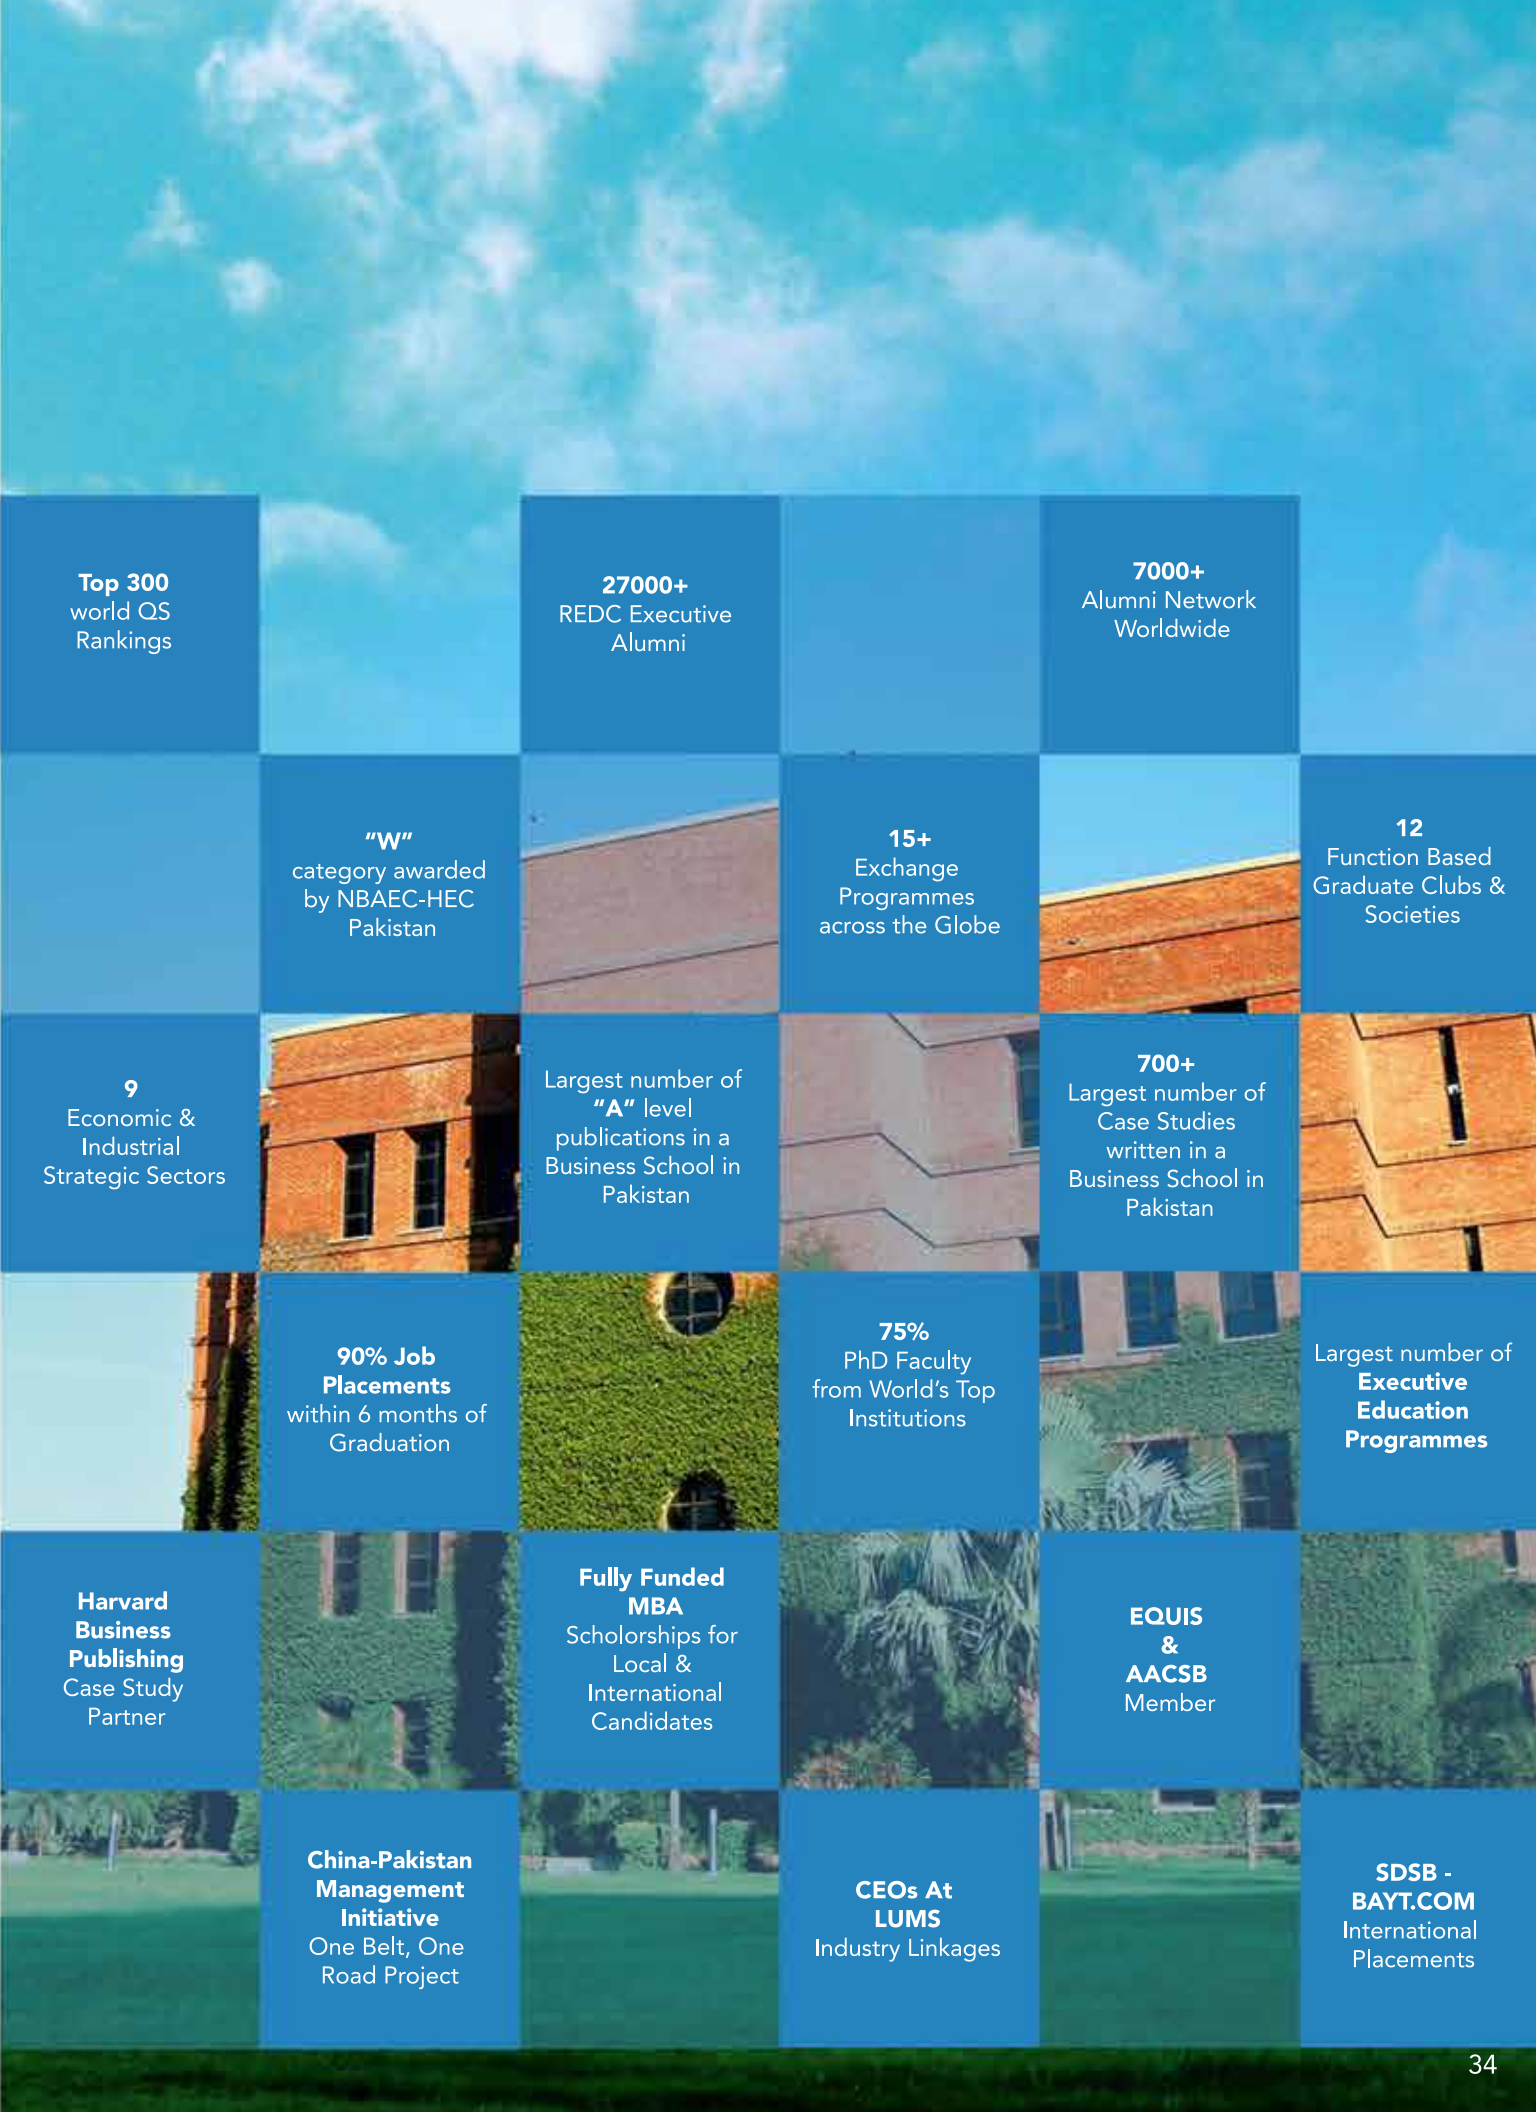 Top 300
world QS
Rankings
27000+
REDC Executive
Alumni
7000+
Alumni Network
Worldwide
“W”
category awarded
by NBAEC-HEC
Pakistan
15+
Exchange
Programmes
across the Globe
12
Function Based
Graduate Clubs &
Societies
9
Economic &
Industrial
Strategic Sectors
Largest number of
“A” level
publications in a
Business School in
Pakistan
700+
Largest number of
Case Studies
written in a
Business School in
Pakistan
90% Job
Placements
within 6 months of
Graduation
75%
PhD Faculty
from World’s Top
Institutions
Largest number of
Executive
Education
Programmes
Harvard
Business
Publishing
Case Study
Partner
Fully Funded
MBA
Scholorships for
Local &
International
Candidates
EQUIS
&
AACSB
Member
China-Pakistan
Management
Initiative
One Belt, One
Road Project
CEOs At
LUMS
Industry Linkages
SDSB -
BAYT.COM
International
Placements
34